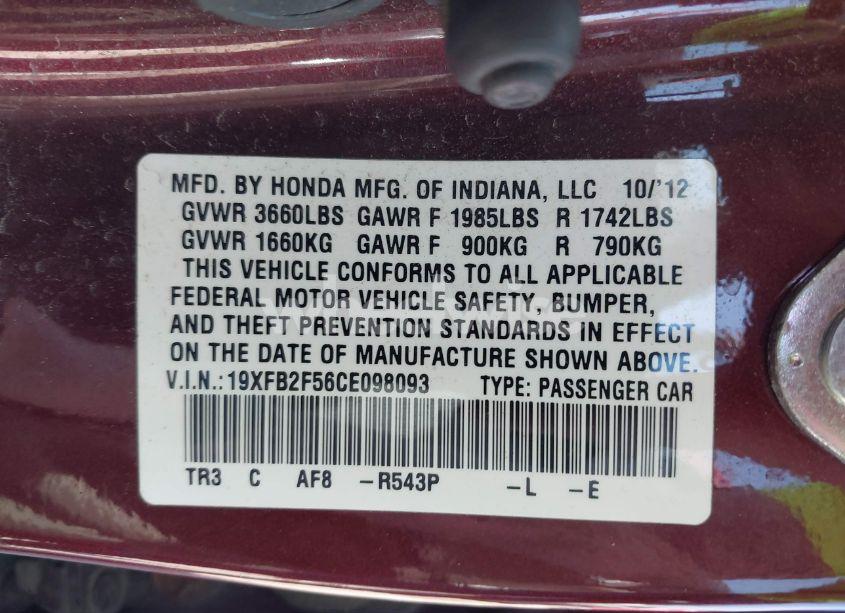 MFD. BY HONDA MFG. OF INDIANA, LLC 10/'12
GVWR 3660LBS GAWR F 1985LBS R 1742LBS
GVWR 1660KG GAWR F 900KG R 790KG
THIS VEHICLE CONFORMS TO ALL APPLICABLE
FEDERAL MOTOR VEHICLE SAFETY, BUMPER,
AND THEFT PREVENTION STANDARDS IN EFFECT
ON THE DATE OF MANUFACTURE SHOWN ABOVE.
V.I.N.:19XFB2F56CE098093 TYPE: PASSENGER CAR
TR3 C AF8 -R543P -L -E